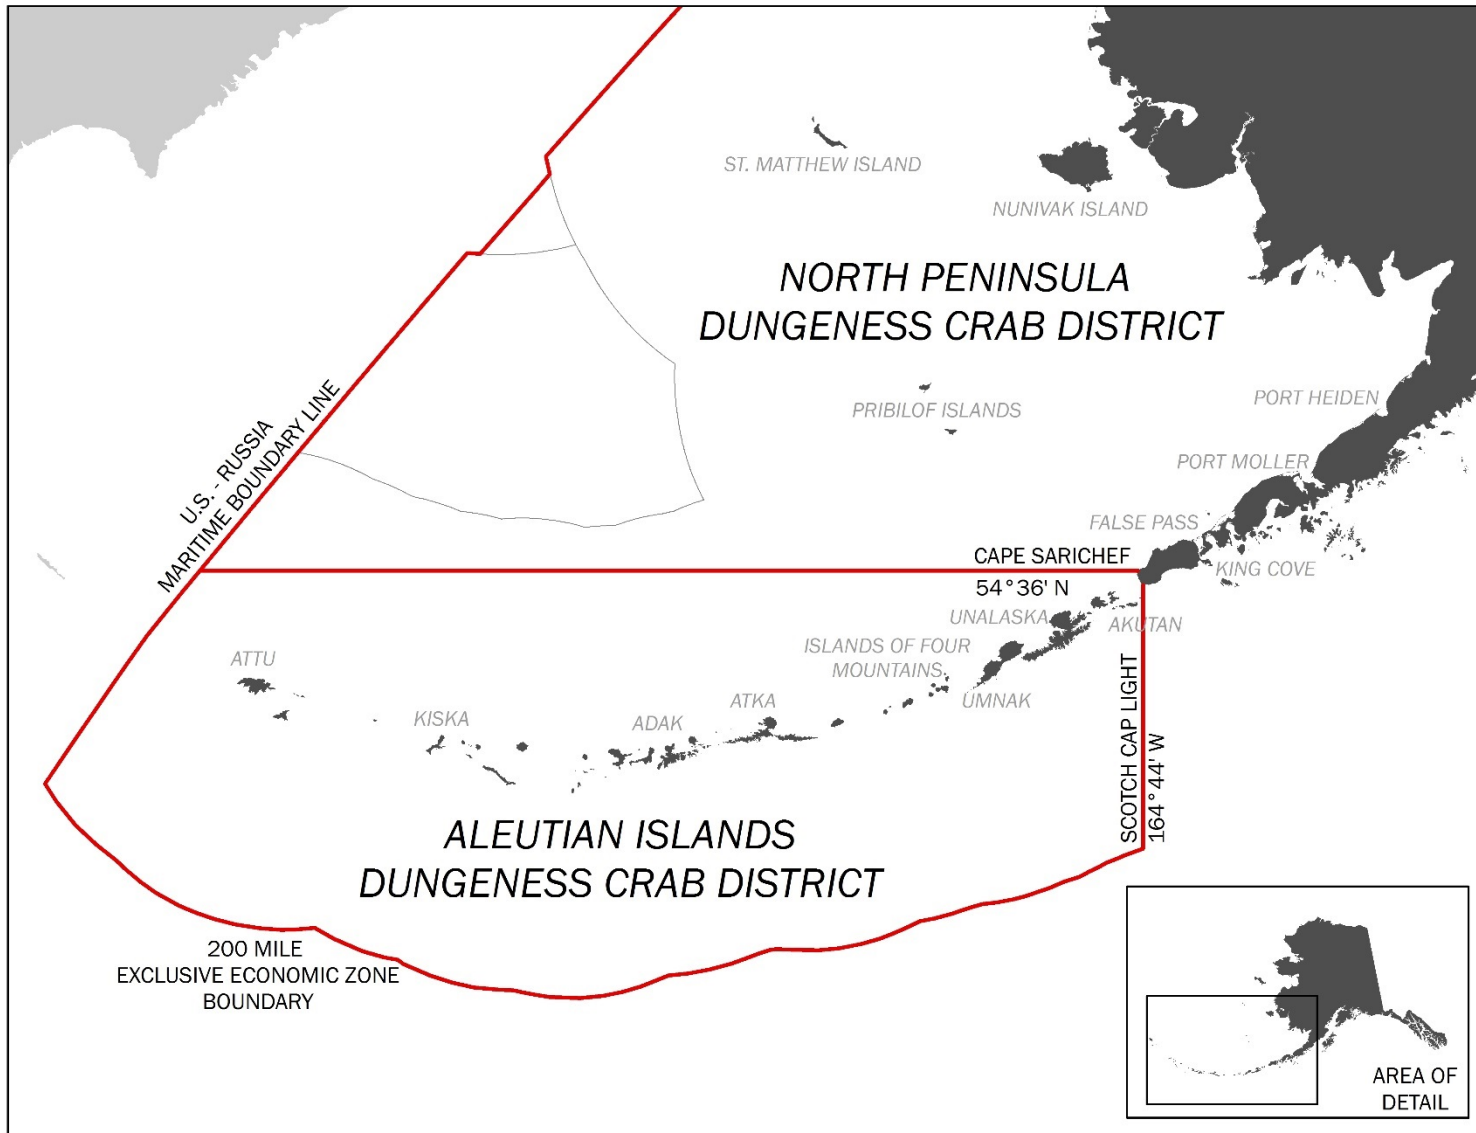 ST. MATTHEW ISLAND
NUNIVAK ISLAND
NORTH PENINSULA
DUNGENESS CRAB DISTRICT
PRIBILOF ISLANDS
PORT HEIDEN
PORT MOLLER
FALSE PASS
KING COVE
U.S. - RUSSIA
MARITIME BOUNDARY LINE
CAPE SARICHEF
54°36' N
UNALASKA
AKUTAN
ISLANDS OF FOUR
MOUNTAINS
UMNAK
ATTU
KISKA
ADAK
ATKA
SCOTCH CAP LIGHT
164°44' W
ALEUTIAN ISLANDS
DUNGENESS CRAB DISTRICT
200 MILE
EXCLUSIVE ECONOMIC ZONE
BOUNDARY
AREA OF
DETAIL